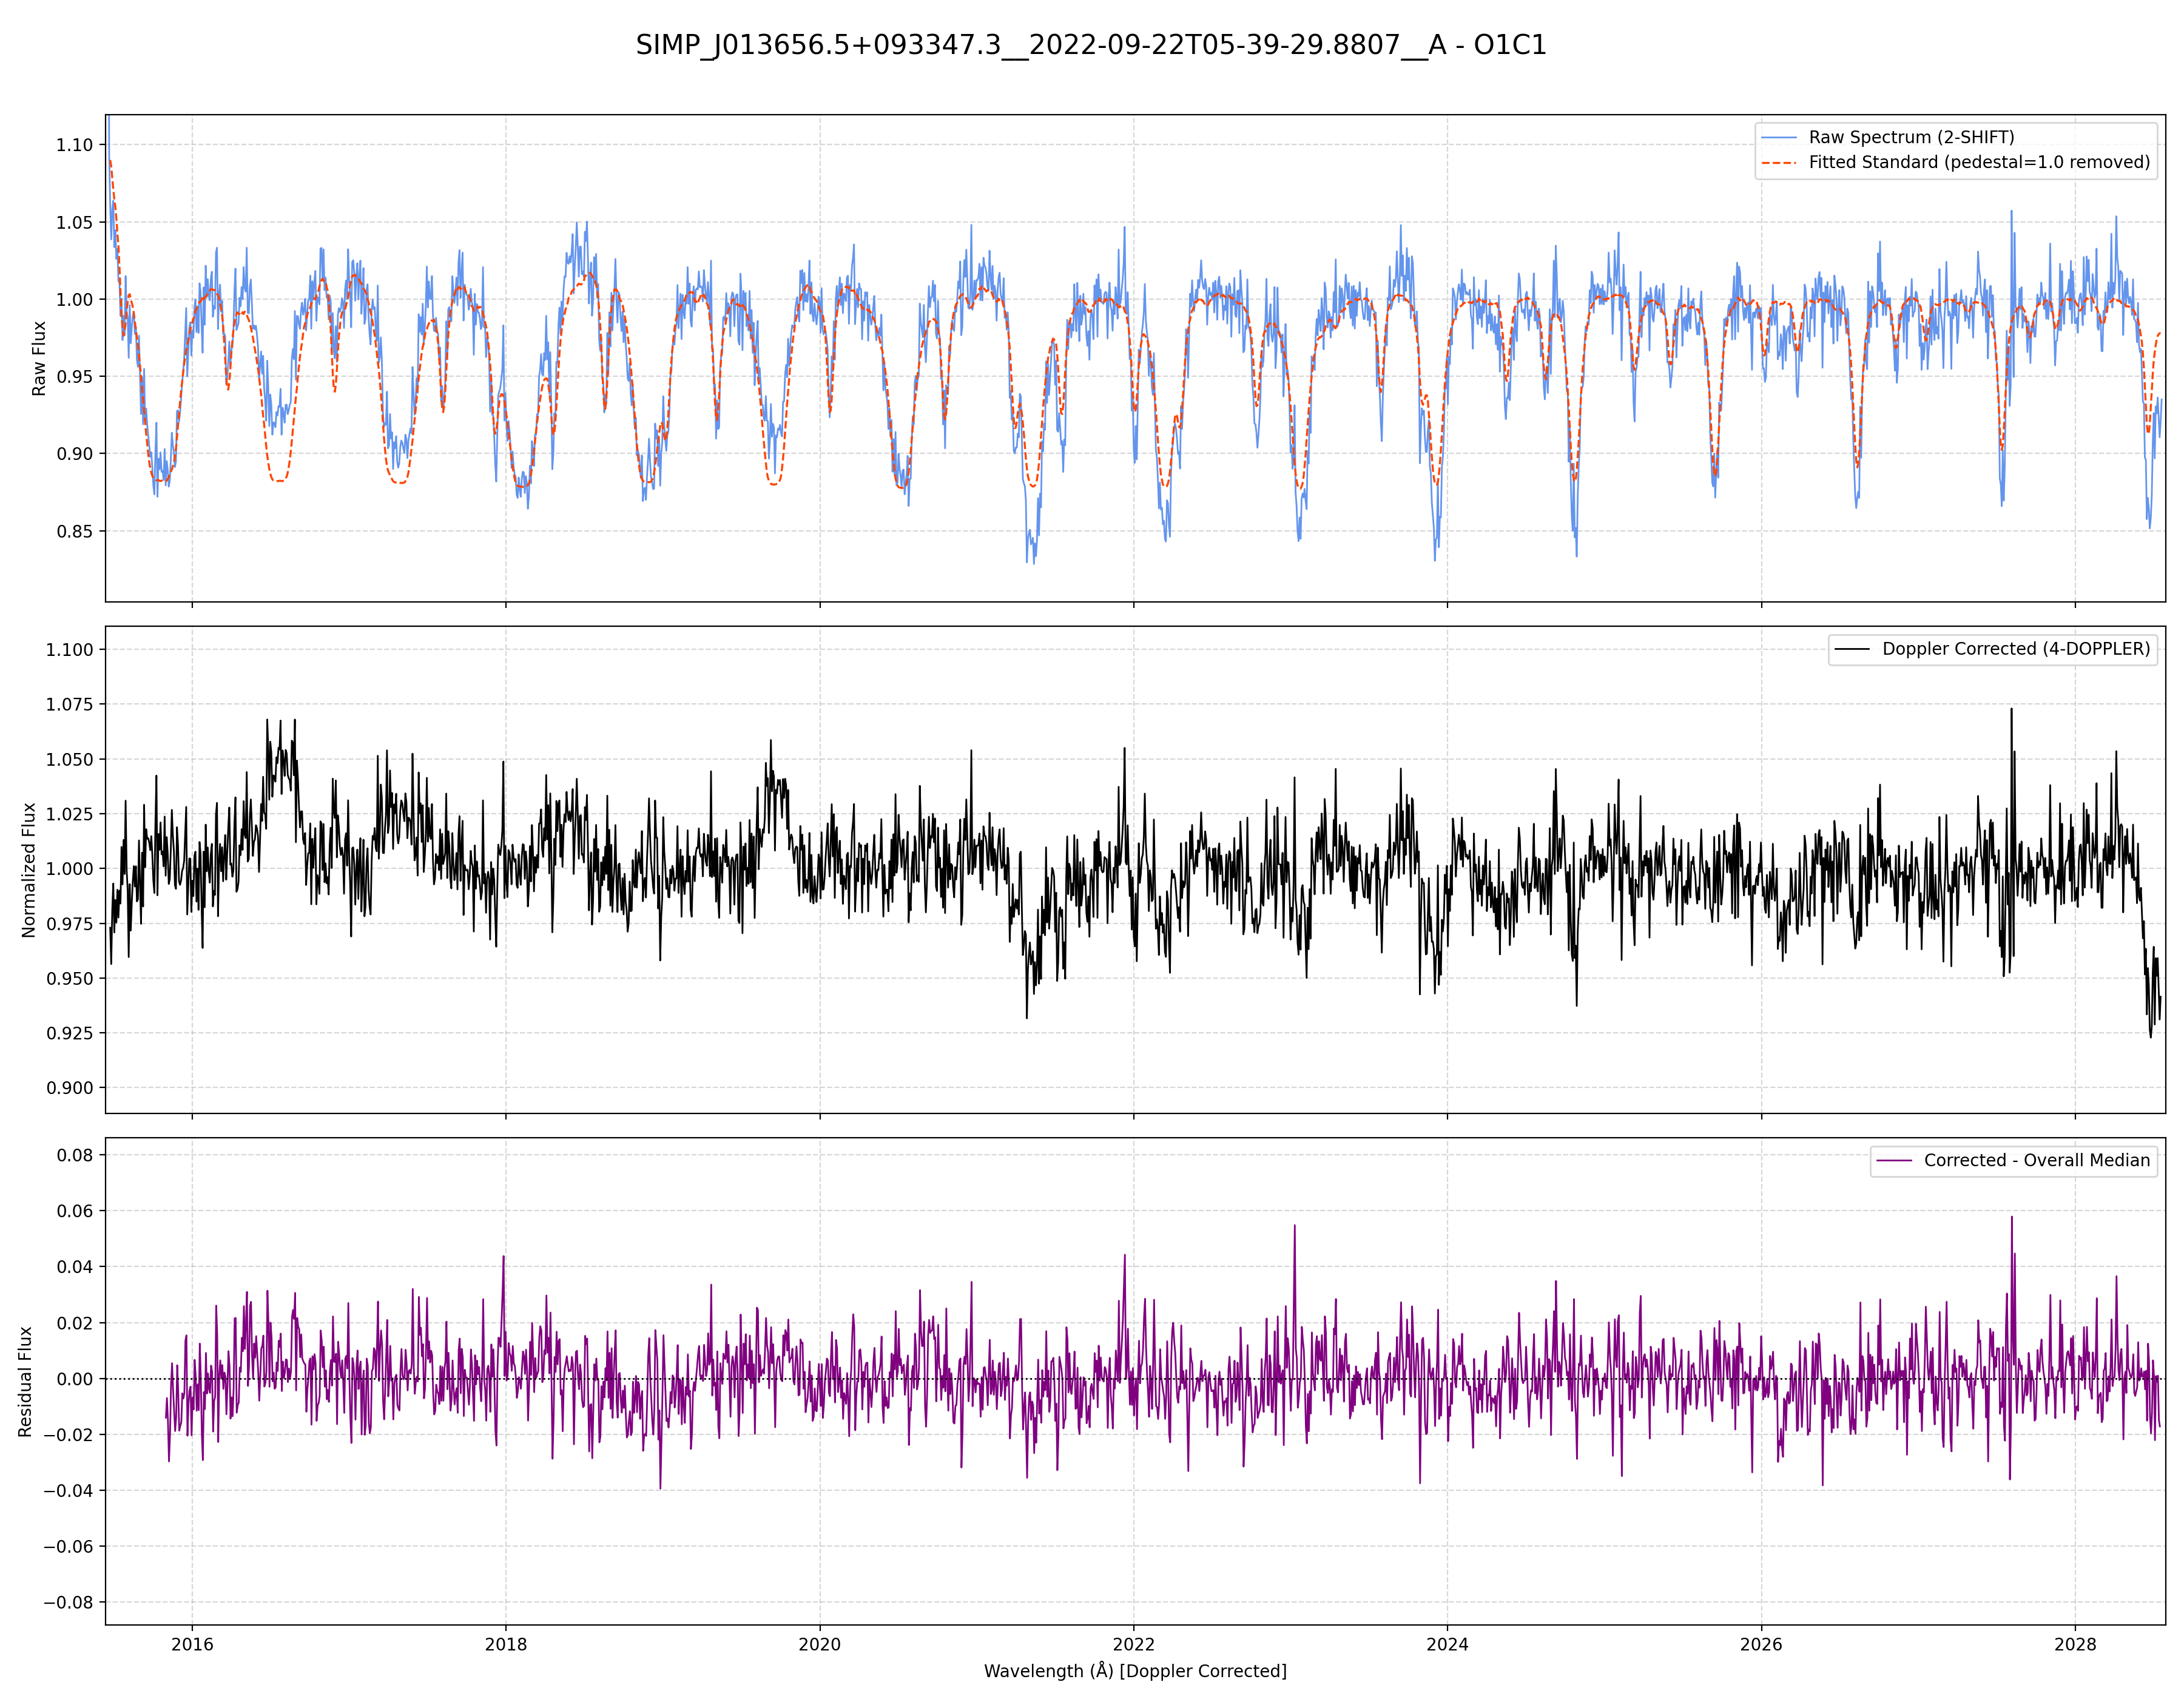 SIMP_J013656.5+093347.3__2022-09-22T05-39-29.8807__A - O1C1
Raw Flux
1.10
1.05
1.00
0.95
0.90
0.85
Raw Spectrum (2-SHIFT)
Fitted Standard (pedestal=1.0 removed)
Normalized Flux
1.100
1.075
1.050
1.025
1.000
0.975
0.950
0.925
0.900
Doppler Corrected (4-DOPPLER)
Residual Flux
0.08
0.06
0.04
0.02
0.00
−0.02
−0.04
−0.06
−0.08
Corrected - Overall Median
2016 2018 2020 2022 2024 2026 2028
Wavelength (Å) [Doppler Corrected]